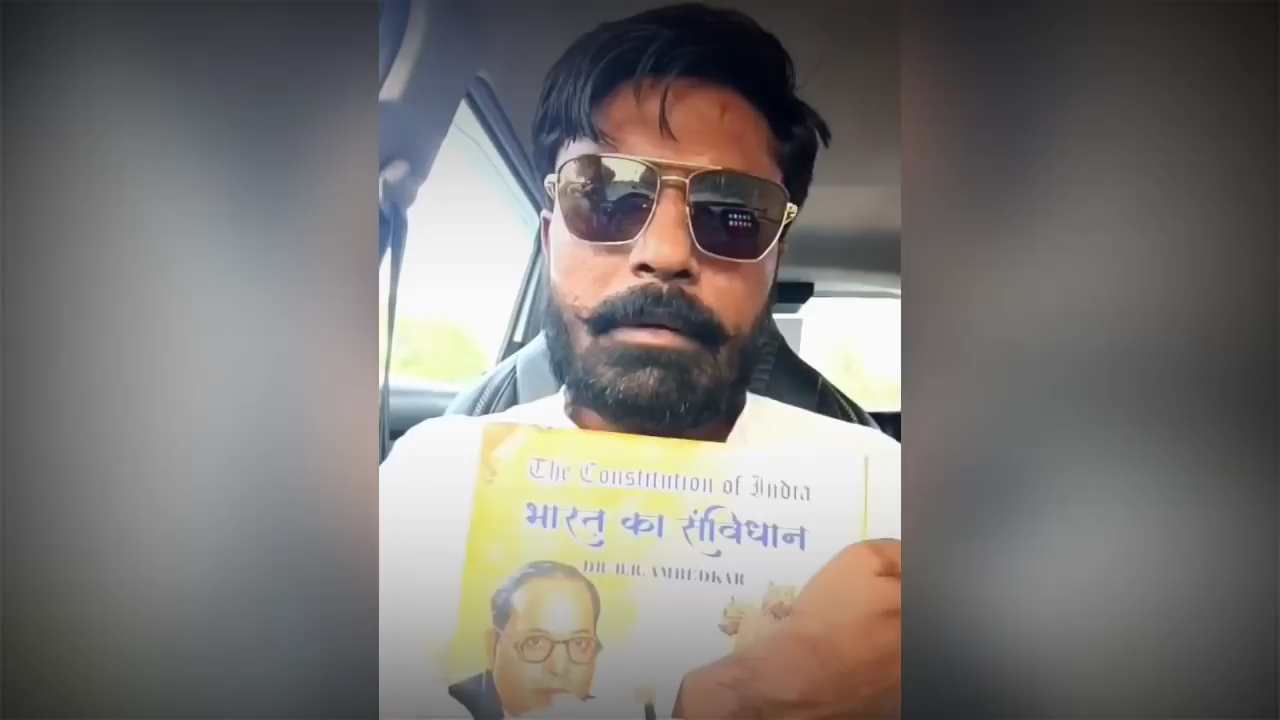 The Constitution of India
भारत का संविधान
DR. B.R. AMBEDKAR